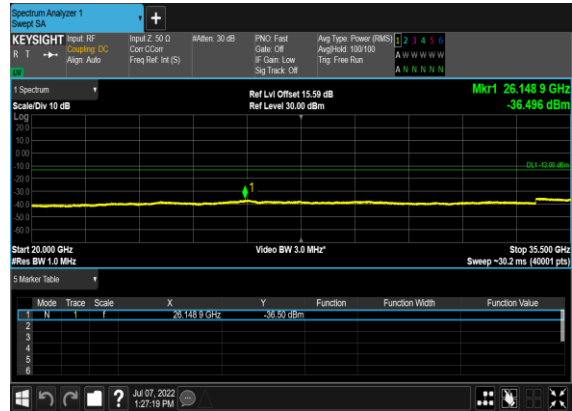 Spectrum Analyzer 1
Swept SA
+
KEYSIGHT Input: RF Input Z: 50 Ω #Atten: 30 dB PNO: Fast Avg Type: Power (RMS) 1 2 3 4 5 6
R T Coupling: DC Corr CCorr Gate: Off Avg|Hold: 100/100 A W W W W W
Align: Auto Freq Ref: Int (S) IF Gain: Low Trig: Free Run
LW Sig Track: Off A N N N N N
1 Spectrum Ref Lvl Offset 15.59 dB Mkr1 26.148 9 GHz
Scale/Div 10 dB Ref Level 30.00 dBm -36.496 dBm
Log
20.0
10.0
0.00
-10.0 DL1 -13.00 dBm
-20.0
-30.0 1
-40.0
-50.0
-60.0
Start 20.000 GHz Video BW 3.0 MHz* Stop 35.500 GHz
#Res BW 1.0 MHz Sweep ~30.2 ms (40001 pts)
5 Marker Table
Mode Trace Scale X Y Function Function Width Function Value
1 N 1 f 26.148 9 GHz -36.50 dBm
2
3
4
5
6
? Jul 07, 2022
1:27:19 PM